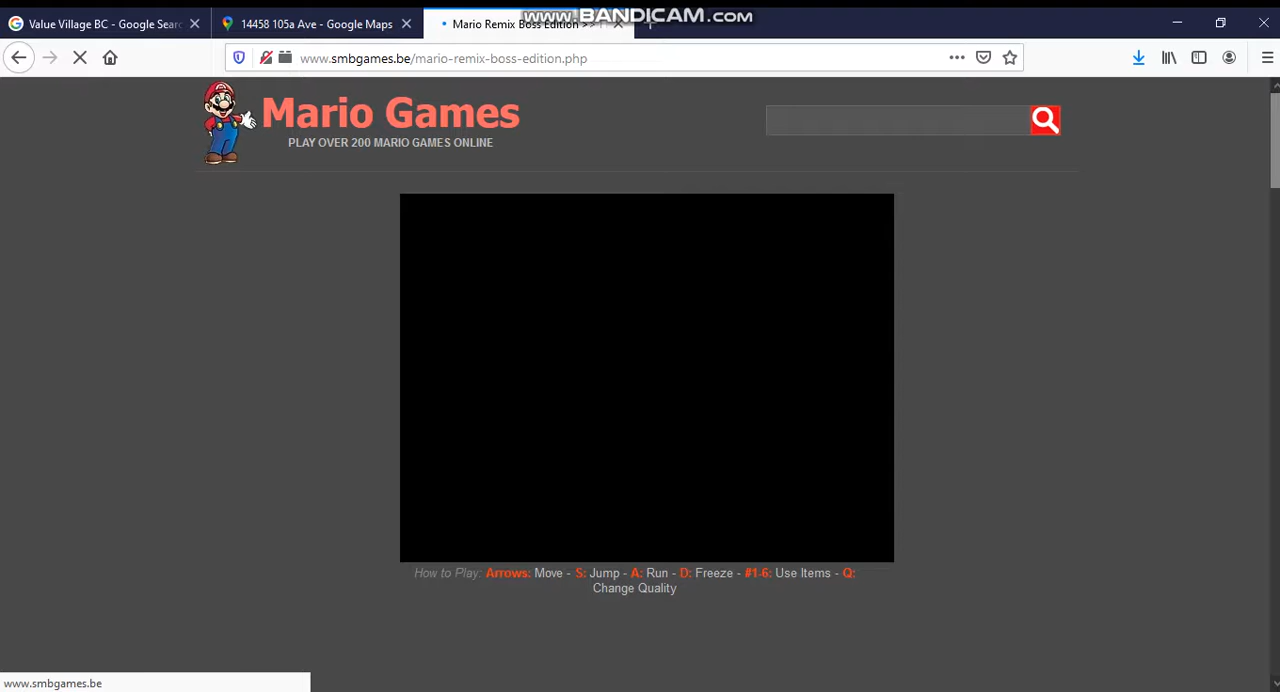 www.BANDICAM.com
Value Village BC - Google Searc
14458 105a Ave - Google Maps
Mario Remix Boss Edition >>
www.smbgames.be/mario-remix-boss-edition.php
Mario Games
PLAY OVER 200 MARIO GAMES ONLINE
How to Play: Arrows: Move - S: Jump - A: Run - D: Freeze - #1-6: Use Items - Q:
Change Quality
www.smbgames.be